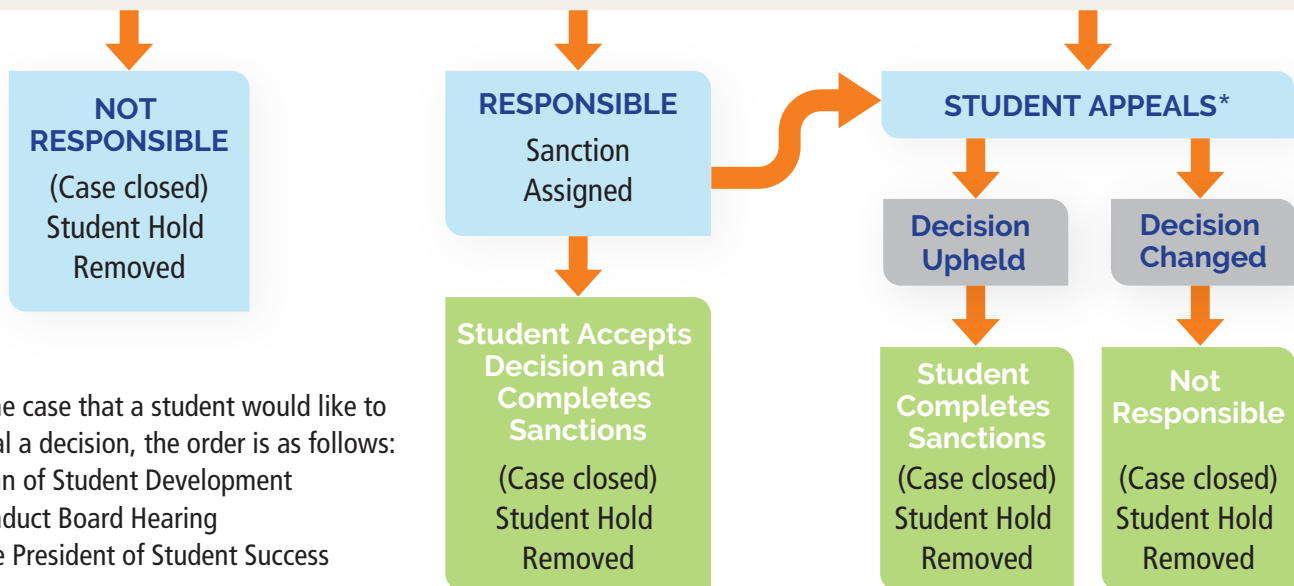 NOT
RESPONSIBLE
(Case closed)
Student Hold
Removed
RESPONSIBLE
Sanction
Assigned
STUDENT APPEALS*
Decision
Upheld
Decision
Changed
Student Accepts
Decision and
Completes
Sanctions
(Case closed)
Student Hold
Removed
Student
Completes
Sanctions
(Case closed)
Student Hold
Removed
Not
Responsible
(Case closed)
Student Hold
Removed
case that a student would like to
a decision, the order is as follows:
of Student Development
Board Hearing
President of Student Success